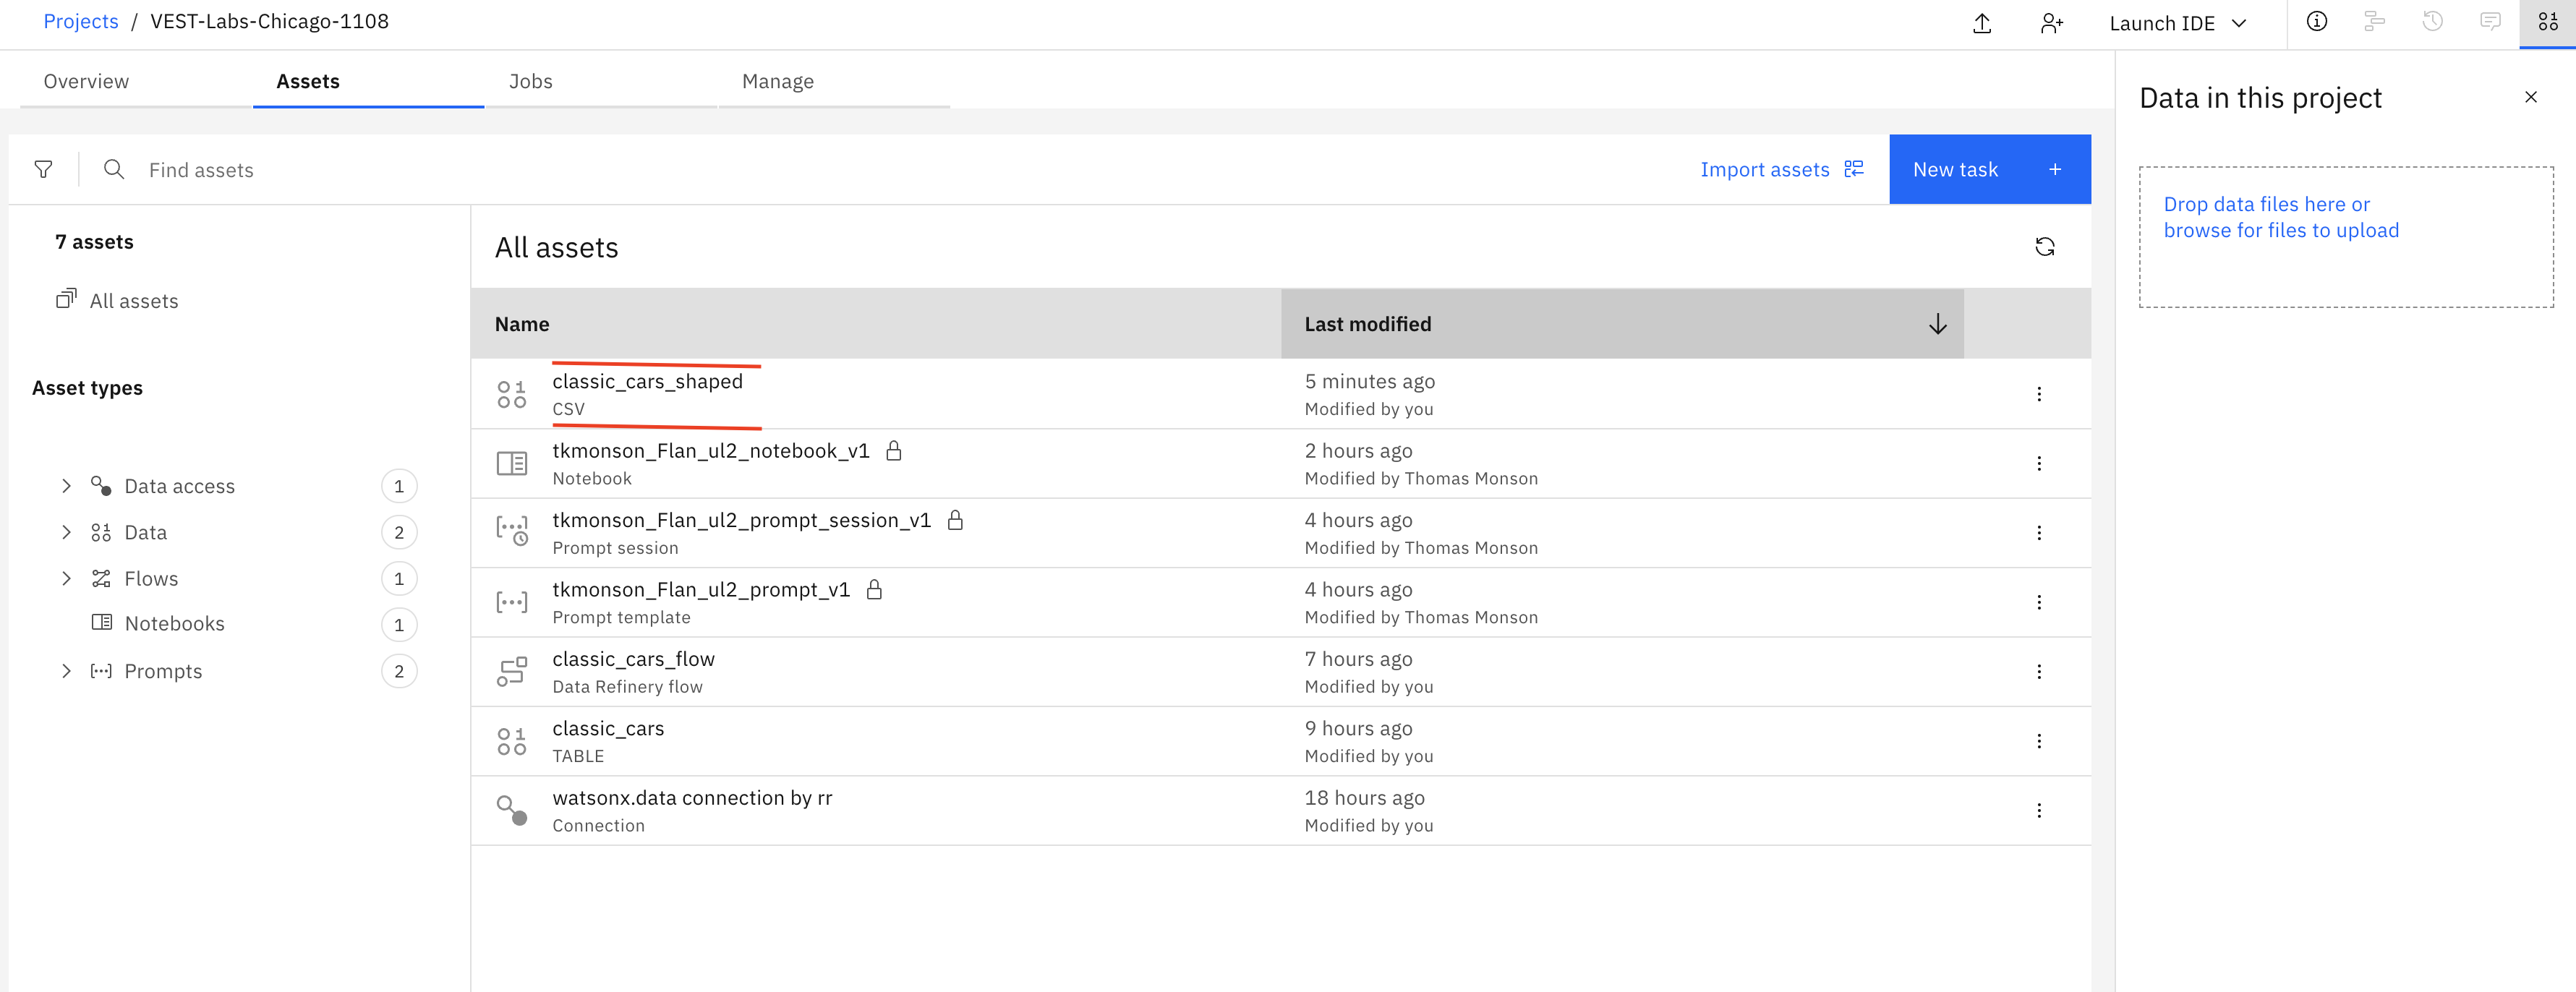 Projects / VEST-Labs-Chicago-1108
Launch IDE
Overview
Assets
Jobs
Manage
Find assets
Import assets
New task +
7 assets
All assets
Asset types
Data access 1
Data 2
Flows 1
Notebooks 1
Prompts 2
All assets
Name
Last modified
classic_cars_shaped
CSV
5 minutes ago
Modified by you
tkmonson_Flan_ul2_notebook_v1
Notebook
2 hours ago
Modified by Thomas Monson
tkmonson_Flan_ul2_prompt_session_v1
Prompt session
4 hours ago
Modified by Thomas Monson
tkmonson_Flan_ul2_prompt_v1
Prompt template
4 hours ago
Modified by Thomas Monson
classic_cars_flow
Data Refinery flow
7 hours ago
Modified by you
classic_cars
TABLE
9 hours ago
Modified by you
watsonx.data connection by rr
Connection
18 hours ago
Modified by you
Data in this project
Drop data files here or
browse for files to upload